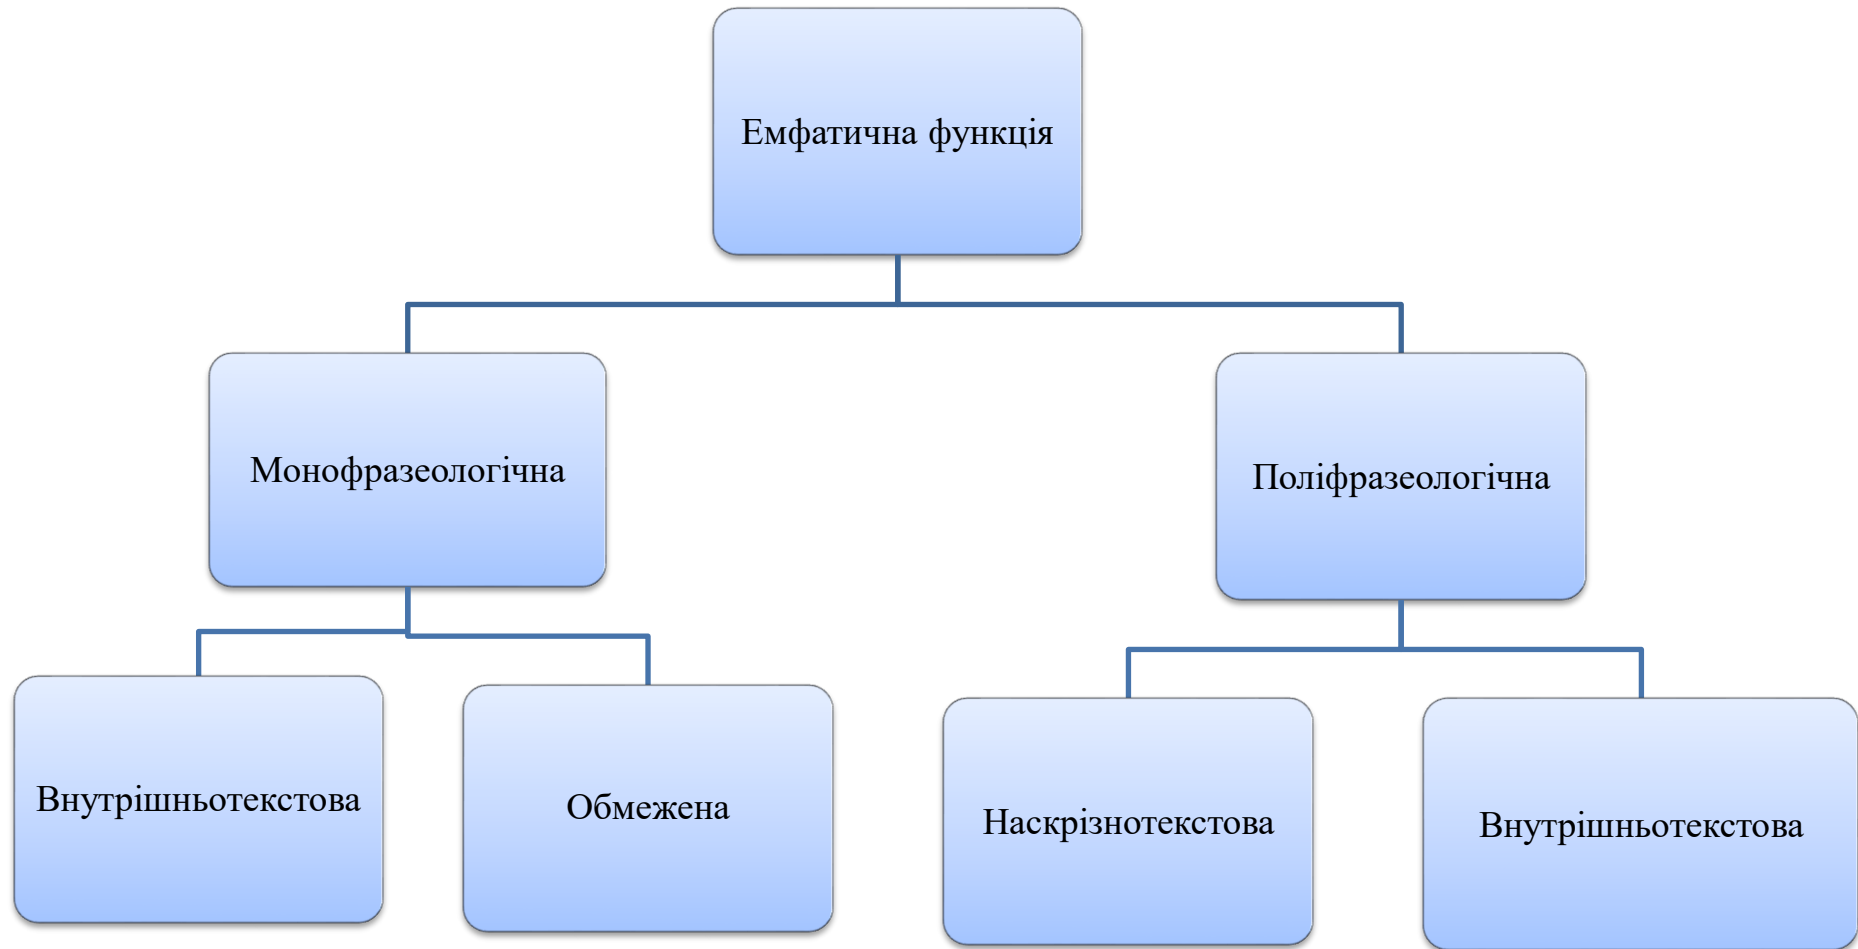 Емфатична функція
Монофразеологічна
Поліфразеологічна
Внутрішньотекстова
Обмежена
Наскрізнотекстова
Внутрішньотекстова